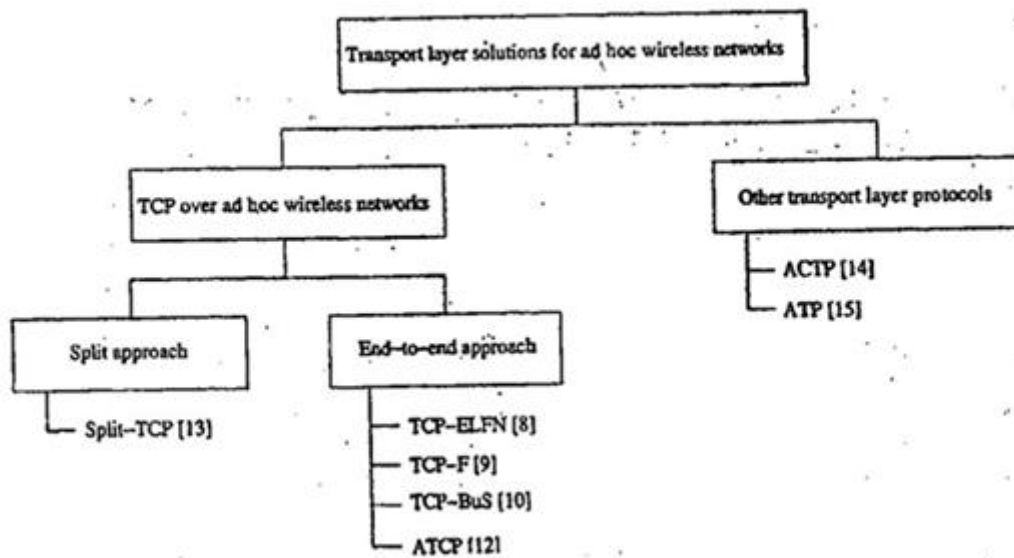 Transport layer solutions for ad hoc wireless networks
TCP over ad hoc wireless networks
Other transport layer protocols
ACTP [14]
ATP [15]
Split approach
End-to-end approach
Split-TCP [13]
TCP-ELFN [8]
TCP-F [9]
TCP-BuS [10]
ATCP [12]